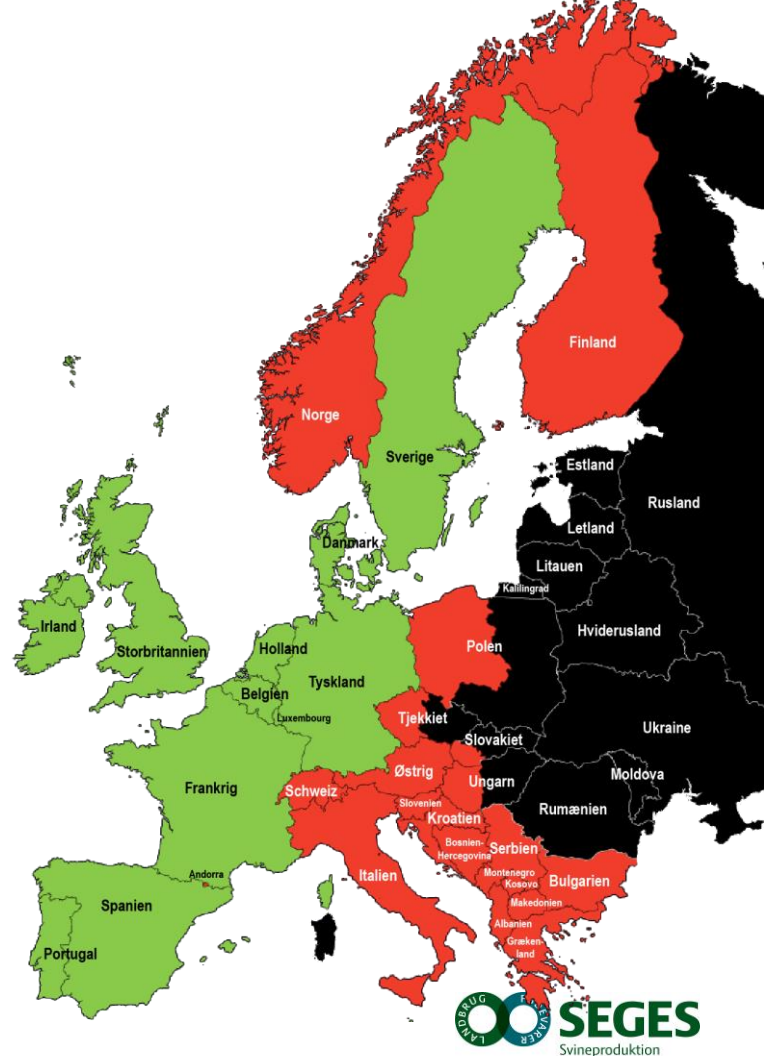 Finland
Norge
Sverige
Estland
Rusland
Letland
Danmark
Litauen
Kalilingrad
Irland
Hviderusland
Storbritannien
Holland
Polen
Tyskland
Belgien
Luxembourg
Tjekkiet
Ukraine
Slovakiet
Østrig
Moldova
Ungarn
Frankrig
Schweiz
Slovenien
Rumænien
Kroatien
Bosnien-
Hercegovina
Serbien
Andorra
Italien
Montenegro
Kosovo
Bulgarien
Spanien
Makedonien
Albanien
Portugal
Græken-
land
LANDBRUG
FØDEVARER
SEGES
Svineproduktion